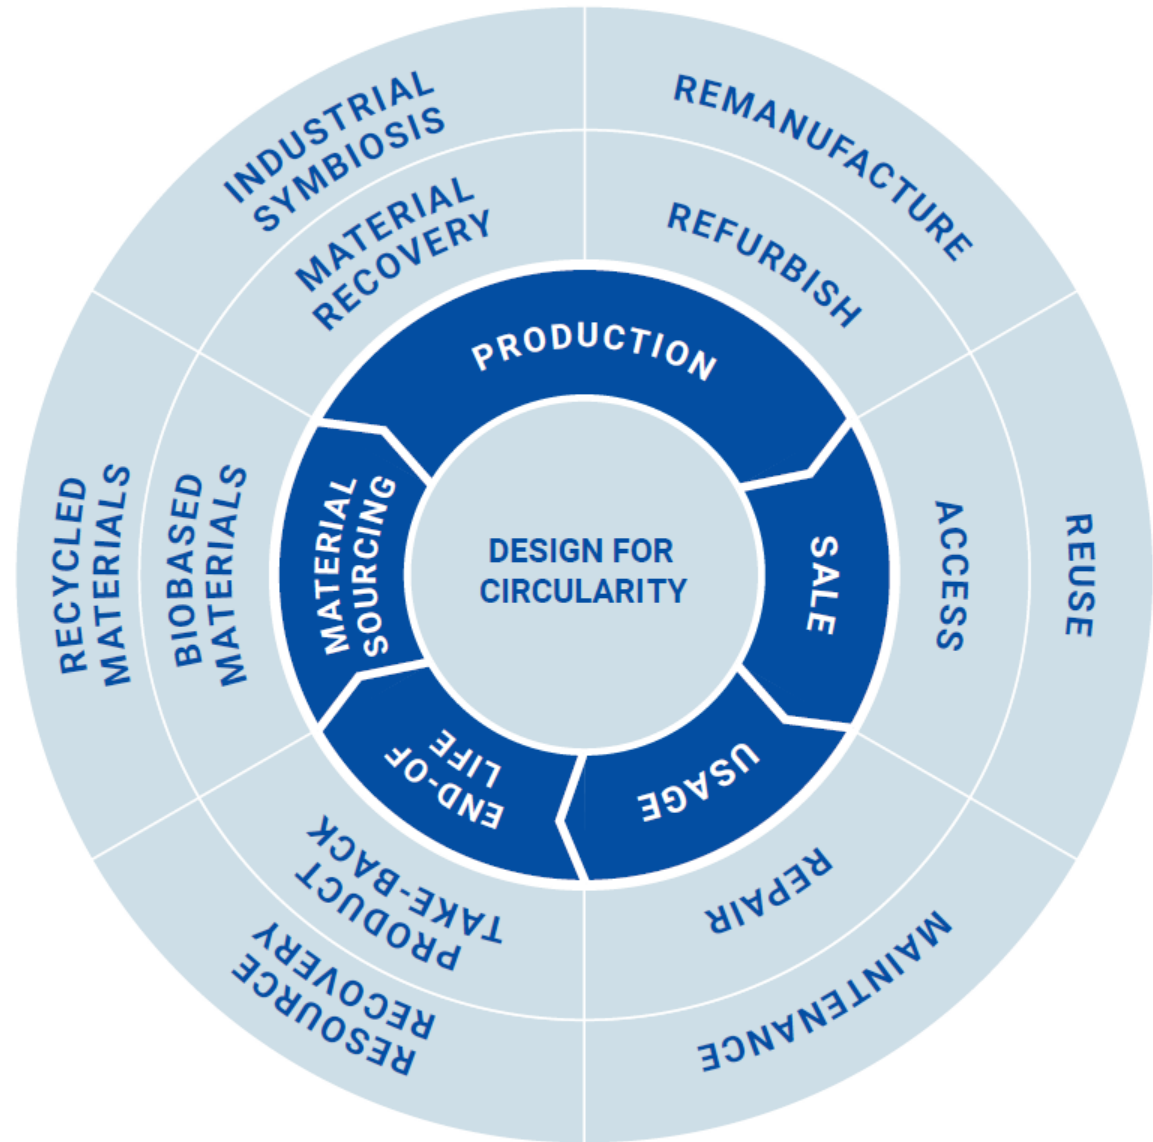 INDUSTRIAL
SYMBIOSIS
REMANUFACTURE
MATERIAL
RECOVERY
REFURBISH
PRODUCTION
RECYCLED
MATERIALS
BIOBASED
MATERIALS
MATERIAL
SOURCING
DESIGN FOR
CIRCULARITY
SALE
ACCESS
REUSE
END-OF
LIFE
USAGE
PRODUCT
TAKE-BACK
REPAIR
RESOURCE
RECOVERY
MAINTENANCE